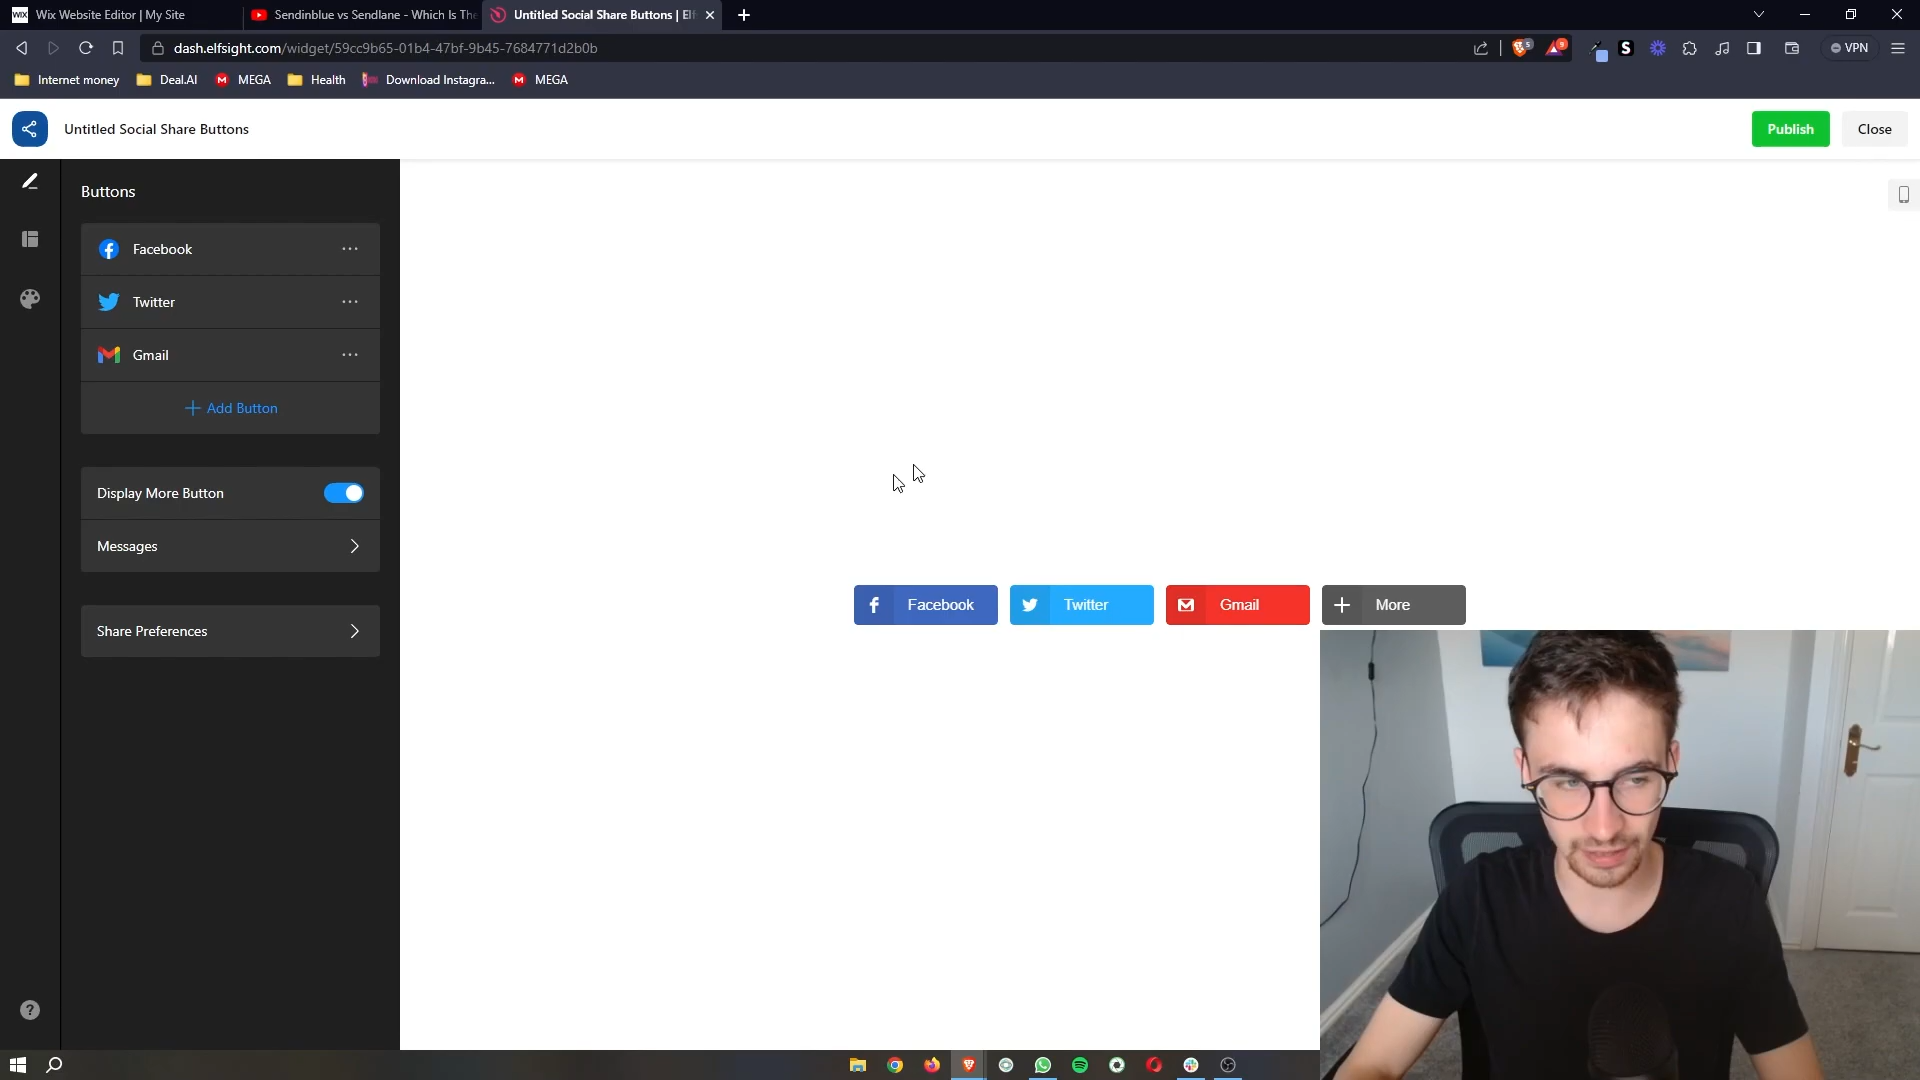 WIX Wix Website Editor | My Site
Sendinblue vs Sendlane - Which Is The
Untitled Social Share Buttons | Elf
dash.elfsight.com/widget/59cc9b65-01b4-47bf-9b45-7684771d2b0b
5
9
S
VPN
Internet money
Deal.AI
M MEGA
Health
Download Instagra...
M MEGA
Untitled Social Share Buttons
Publish
Close
Buttons
Facebook
Twitter
Gmail
+ Add Button
Display More Button
Messages
Share Preferences
Facebook
Twitter
Gmail
+ More
?